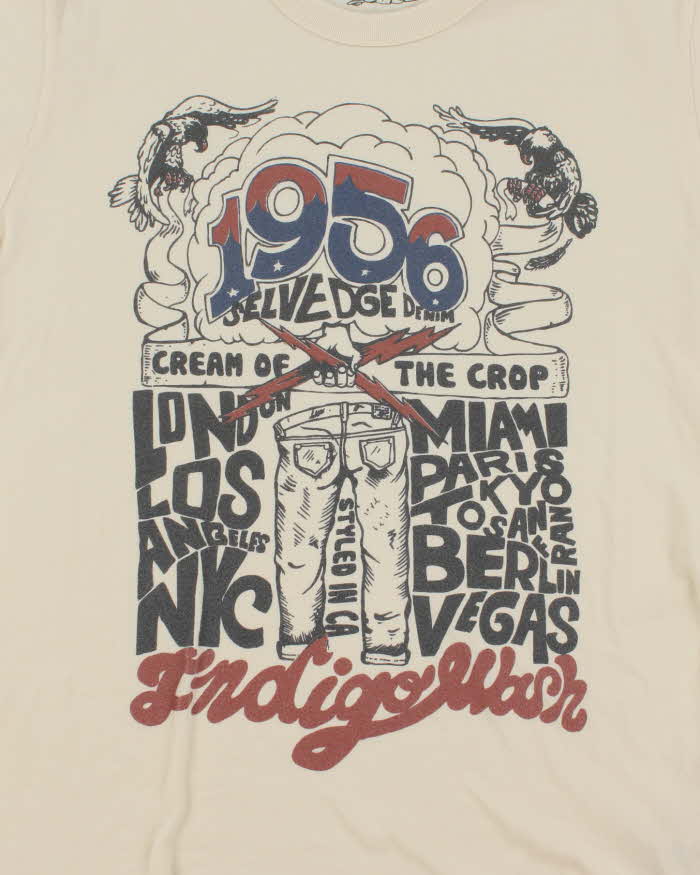 1956
SELVEDGE DENIM
CREAM OF THE CROP
LONDON
LOS
ANGELES
NYC
STYLED IN CA
MIAMI
PARIS
TOKYO
SAN FRAN
BERLIN
VEGAS
Indigo Wash